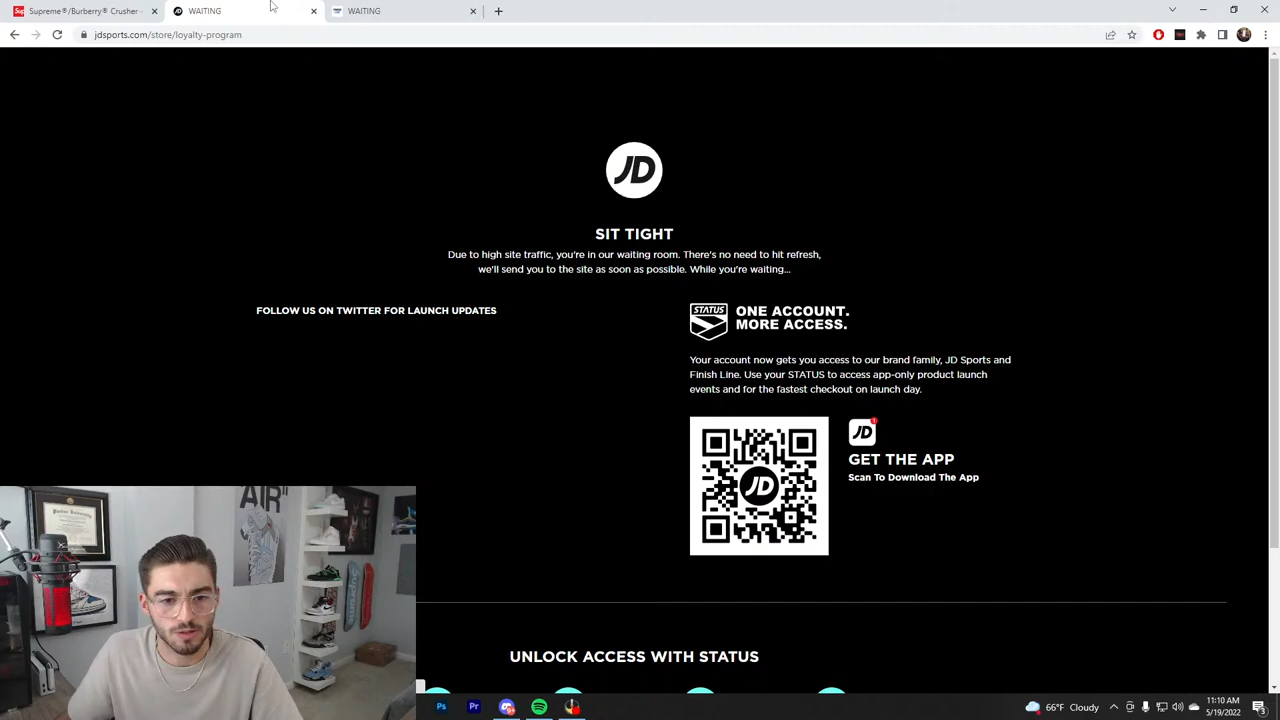 Supreme®/Burberry® Crusher -
WAITING
WAITING
jdsports.com/store/loyalty-program
JD
SIT TIGHT
Due to high site traffic, you're in our waiting room. There's no need to hit refresh,
we'll send you to the site as soon as possible. While you're waiting...
FOLLOW US ON TWITTER FOR LAUNCH UPDATES
STATUS
ONE ACCOUNT.
MORE ACCESS.
Your account now gets you access to our brand family, JD Sports and
Finish Line. Use your STATUS to access app-only product launch
events and for the fastest checkout on launch day.
JD
JD
GET THE APP
Scan To Download The App
AIR"
UNLOCK ACCESS WITH STATUS
Ps
Pr
66°F Cloudy
11:10 AM
5/19/2022